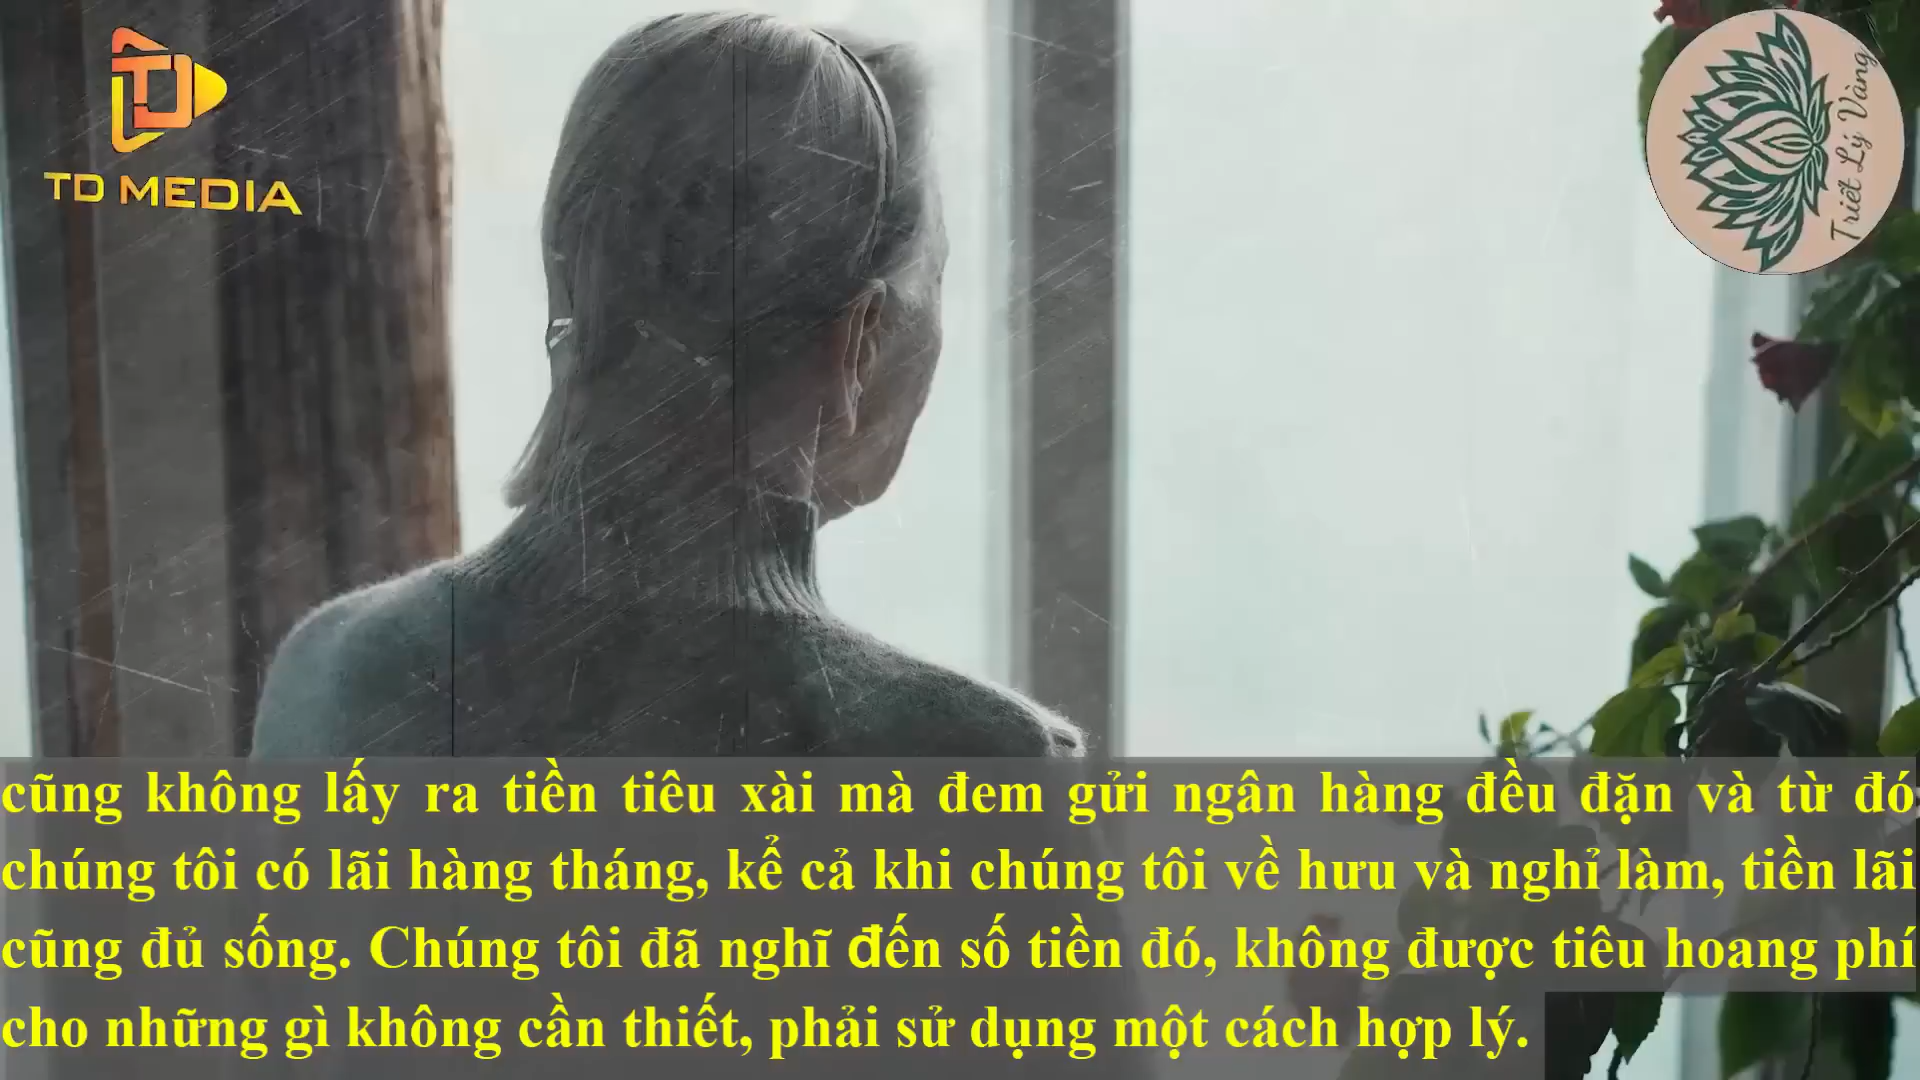 TD MEDIA
Triết Lý Vàng
cũng không lấy ra tiền tiêu xài mà đem gửi ngân hàng đều đặn và từ đó
chúng tôi có lãi hàng tháng, kể cả khi chúng tôi về hưu và nghỉ làm, tiền lãi
cũng đủ sống. Chúng tôi đã nghĩ đến số tiền đó, không được tiêu hoang phí
cho những gì không cần thiết, phải sử dụng một cách hợp lý.